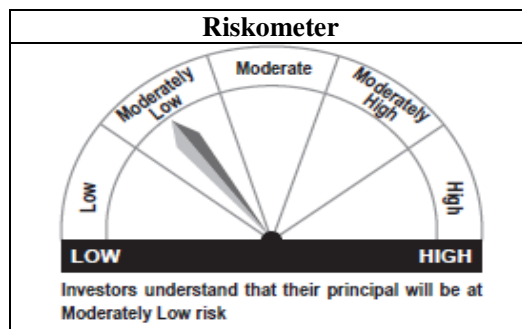 Riskometer
Moderate
Moderately
Low
Moderately
High
Low
High
LOW
HIGH
Investors understand that their principal will be at
Moderately Low risk